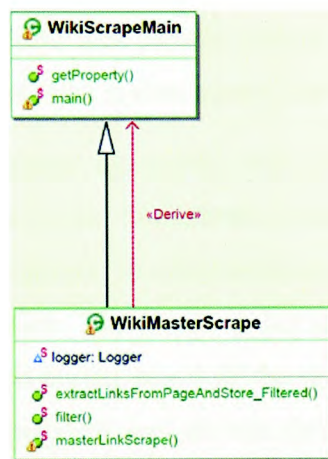 WikiScrapeMain
getProperty()
main()
«Derive»
WikiMasterScrape
logger: Logger
extractLinksFromPageAndStore_Filtered()
filter()
masterLinkScrape()